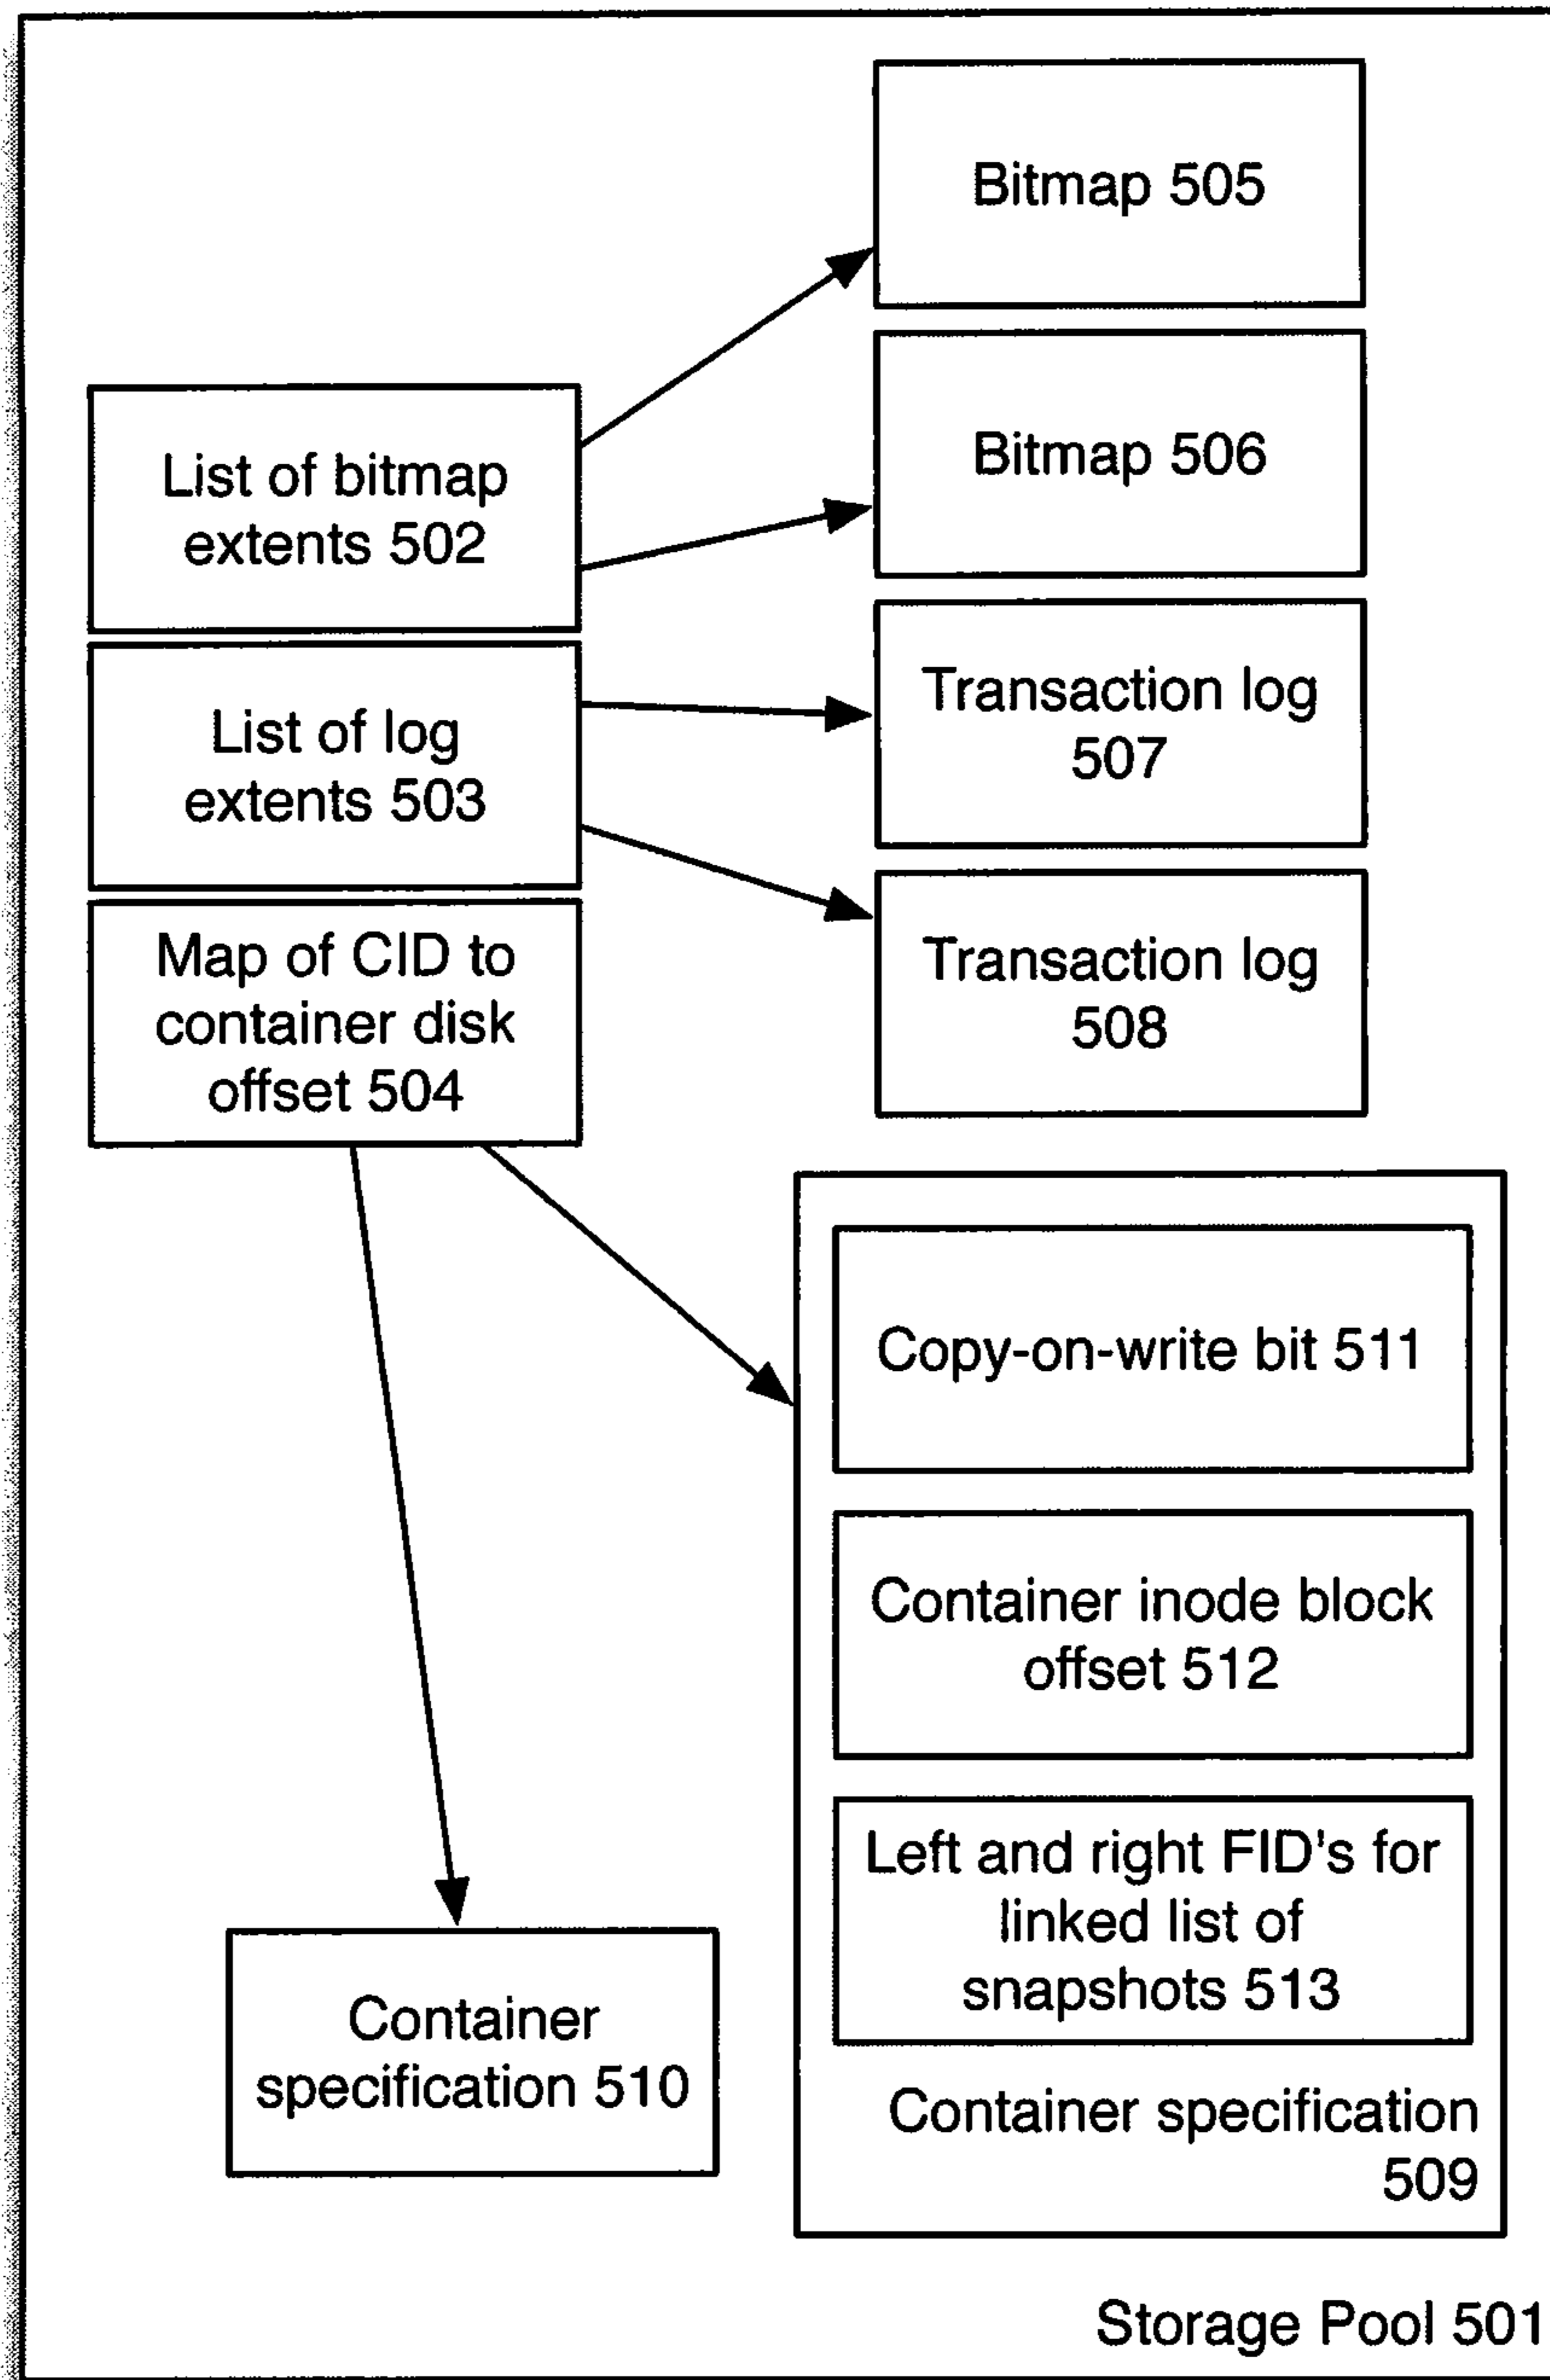 Bitmap 505
Bitmap 506
List of bitmap
extents 502
Transaction log
507
List of log
extents 503
Transaction log
508
Map of CID to
container disk
offset 504
Copy-on-write bit 511
Container inode block
offset 512
Left and right FID's for
linked list of
snapshots 513
Container specification
509
Container
specification 510
Storage Pool 501